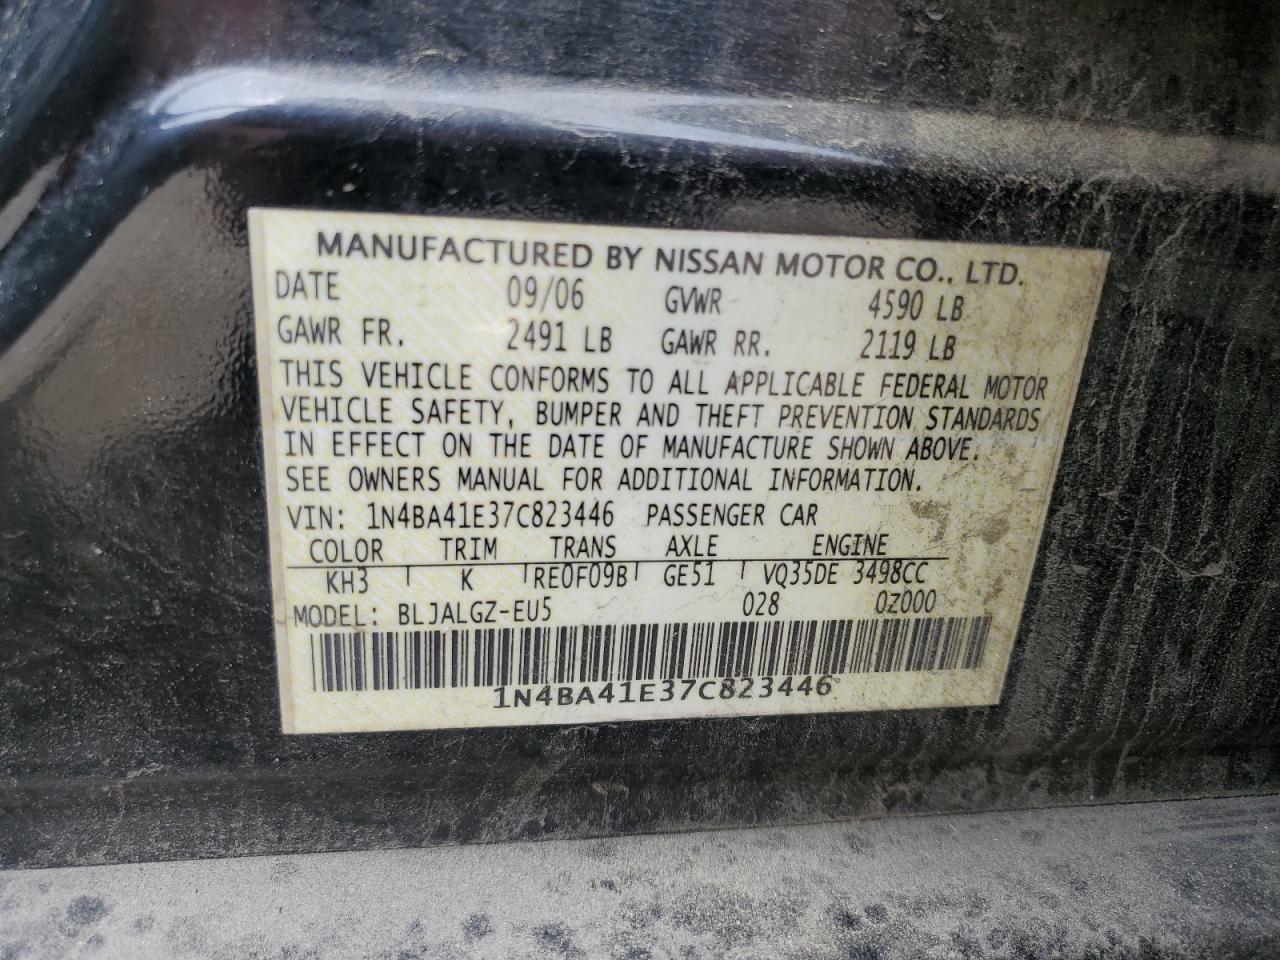 MANUFACTURED BY NISSAN MOTOR CO., LTD.
DATE 09/06 GVWR 4590 LB
GAWR FR. 2491 LB GAWR RR. 2119 LB
THIS VEHICLE CONFORMS TO ALL APPLICABLE FEDERAL MOTOR
VEHICLE SAFETY, BUMPER AND THEFT PREVENTION STANDARDS
IN EFFECT ON THE DATE OF MANUFACTURE SHOWN ABOVE.
SEE OWNERS MANUAL FOR ADDITIONAL INFORMATION.
VIN: 1N4BA41E37C823446 PASSENGER CAR
COLOR TRIM TRANS AXLE ENGINE
KH3 K RE0F09B GE51 VQ35DE 3498CC
MODEL: BLJALGZ-EU5 028 0Z000
1N4BA41E37C823446